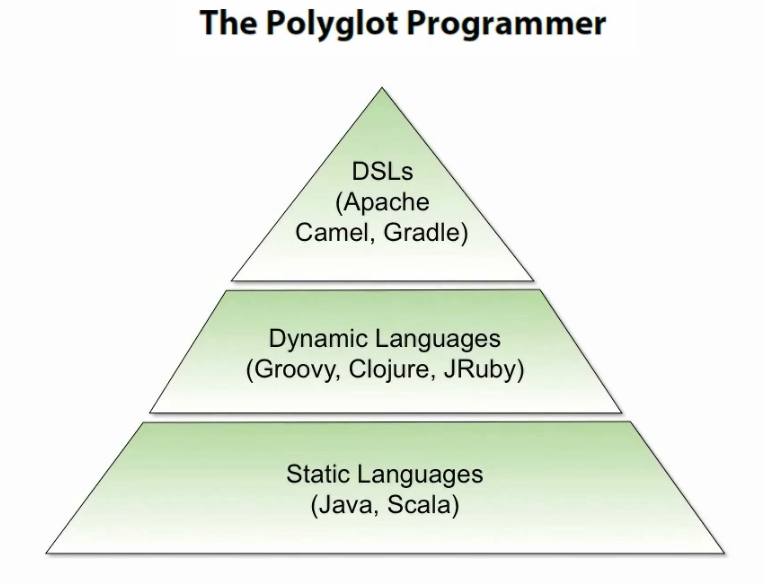 The Polyglot Programmer
DSLs
(Apache
Camel, Gradle)
Dynamic Languages
(Groovy, Clojure, JRuby)
Static Languages
(Java, Scala)